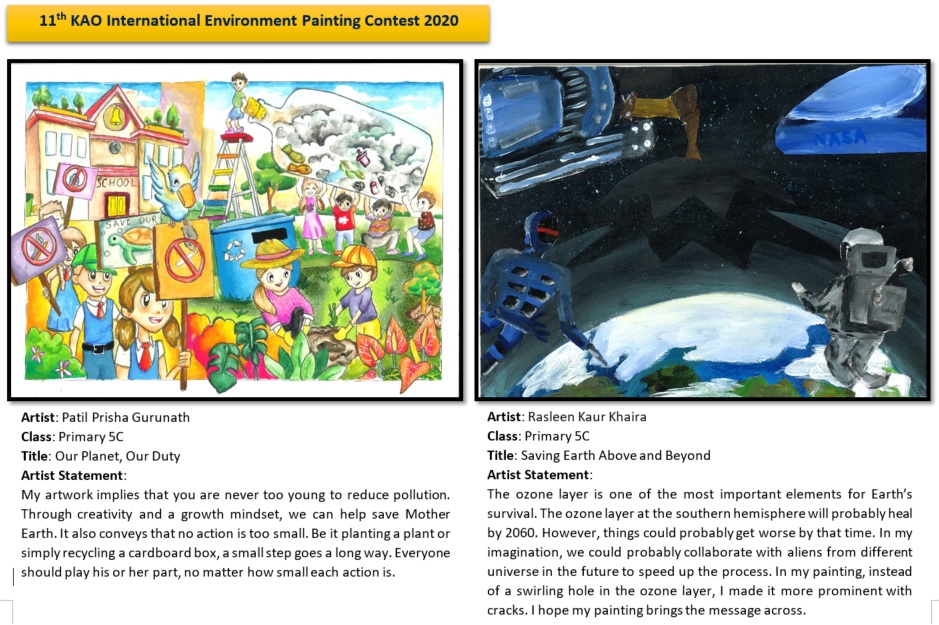 11th KAO International Environment Painting Contest 2020
SCHOOL
SAVE OUR
NASA
NASA
Artist: Patil Prisha Gurunath
Class: Primary 5C
Title: Our Planet, Our Duty
Artist Statement:
My artwork implies that you are never too young to reduce pollution.
Through creativity and a growth mindset, we can help save Mother
Earth. It also conveys that no action is too small. Be it planting a plant or
simply recycling a cardboard box, a small step goes a long way. Everyone
should play his or her part, no matter how small each action is.
Artist: Rasleen Kaur Khaira
Class: Primary 5C
Title: Saving Earth Above and Beyond
Artist Statement:
The ozone layer is one of the most important elements for Earth's
survival. The ozone layer at the southern hemisphere will probably heal
by 2060. However, things could probably get worse by that time. In my
imagination, we could probably collaborate with aliens from different
universe in the future to speed up the process. In my painting, instead
of a swirling hole in the ozone layer, I made it more prominent with
cracks. I hope my painting brings the message across.